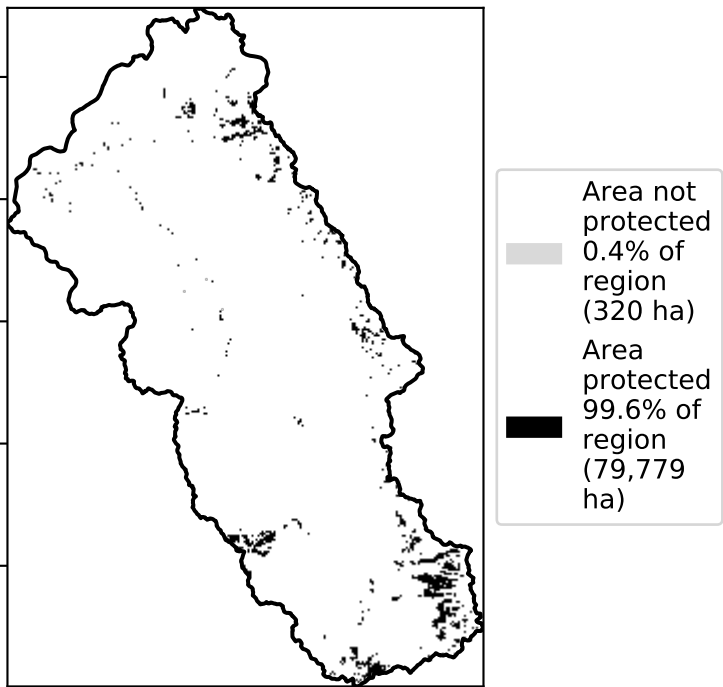 Area not
protected
0.4% of
region
(320 ha)
Area
protected
99.6% of
region
(79,779
ha)